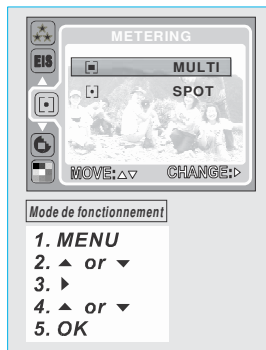 METERING
EIS
MULTI
SPOT
MOVE:△▽ CHANGE:▷
Mode de fonctionnement
1. MENU
2. ▲ or ▼
3. ▶
4. ▲ or ▼
5. OK